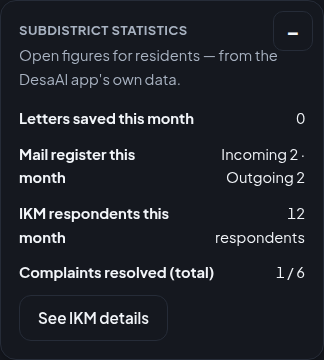 SUBDISTRICT STATISTICS
–
Open figures for residents — from the
DesaAI app's own data.
Letters saved this month 0
Mail register this Incoming 2 ·
month Outgoing 2
IKM respondents this 12
month respondents
Complaints resolved (total) 1 / 6
See IKM details